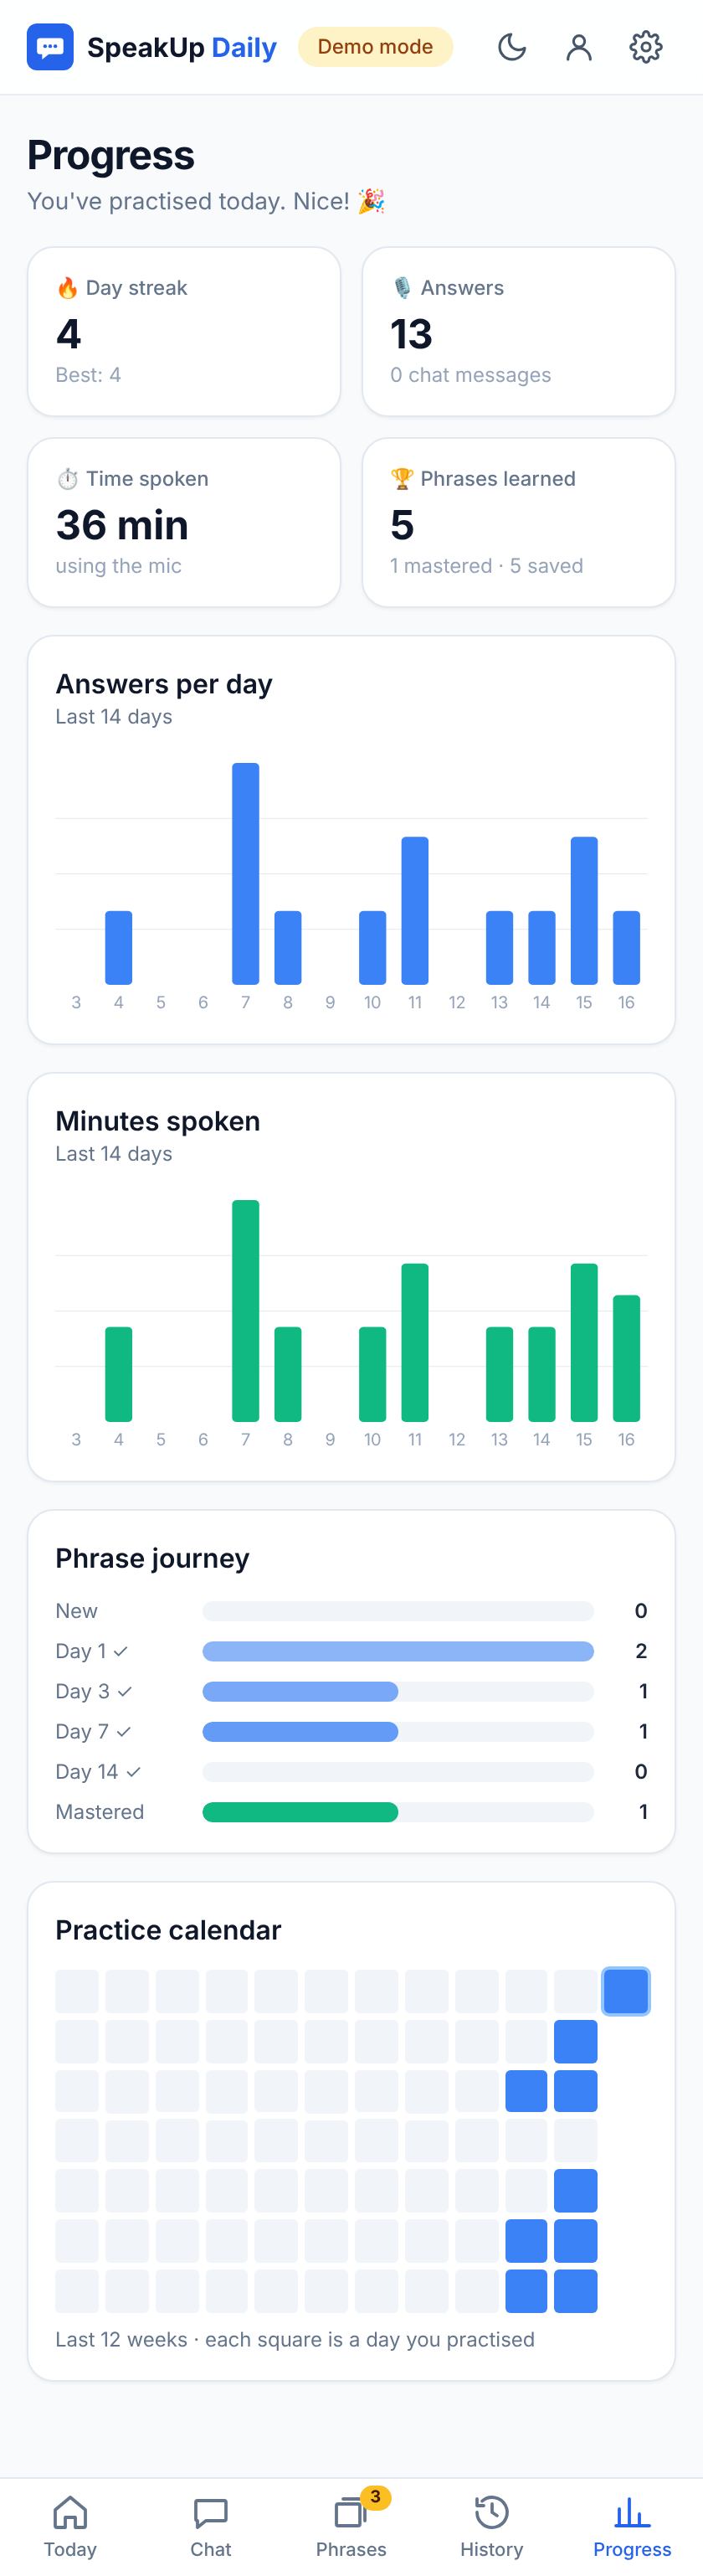 SpeakUp Daily Demo mode
Progress
You've practised today. Nice! 🎉
🔥 Day streak
4
Best: 4
🎙️ Answers
13
0 chat messages
⏱️ Time spoken
36 min
using the mic
🏆 Phrases learned
5
1 mastered · 5 saved
Answers per day
Last 14 days
3 4 5 6 7 8 9 10 11 12 13 14 15 16
Minutes spoken
Last 14 days
3 4 5 6 7 8 9 10 11 12 13 14 15 16
Phrase journey
New 0
Day 1 ✓ 2
Day 3 ✓ 1
Day 7 ✓ 1
Day 14 ✓ 0
Mastered 1
Practice calendar
Last 12 weeks · each square is a day you practised
3
Today Chat Phrases History Progress